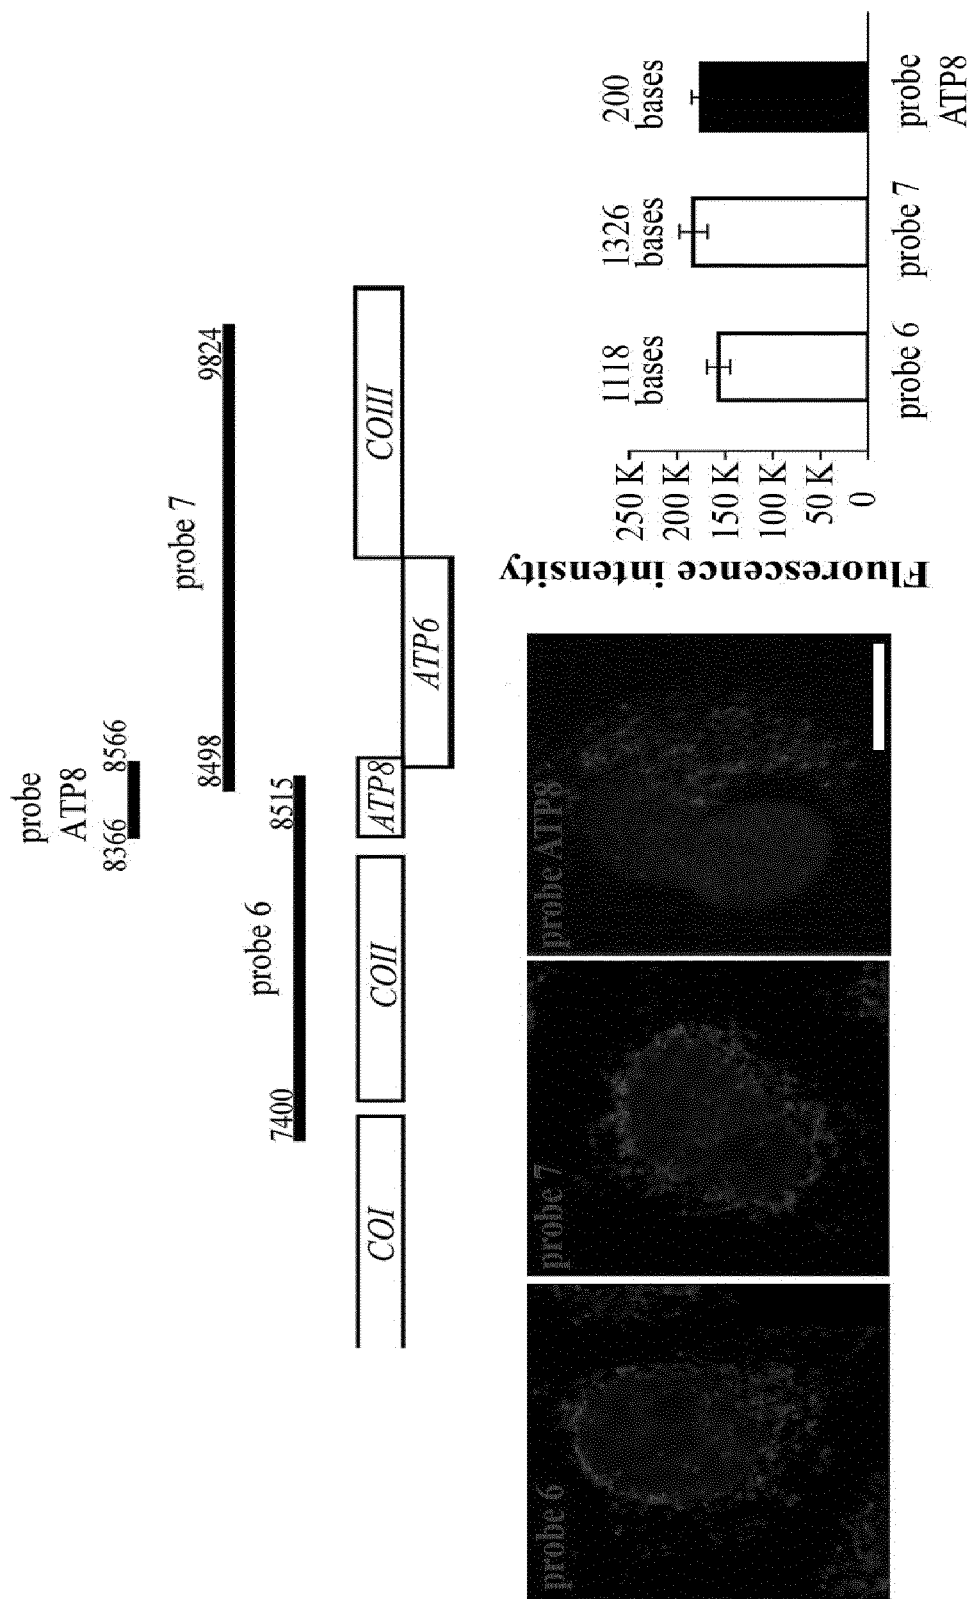 probe
ATP8
8366 8566
probe 7
8498 9824
probe 6
7400 8515
COI
COII
ATP8
ATP6
COIII
probe 6
probe 7
probe ATP8
Fluorescence intensity
250 K
200 K
150 K
100 K
50 K
0
1118
bases
1326
bases
200
bases
probe 6
probe 7
probe
ATP8